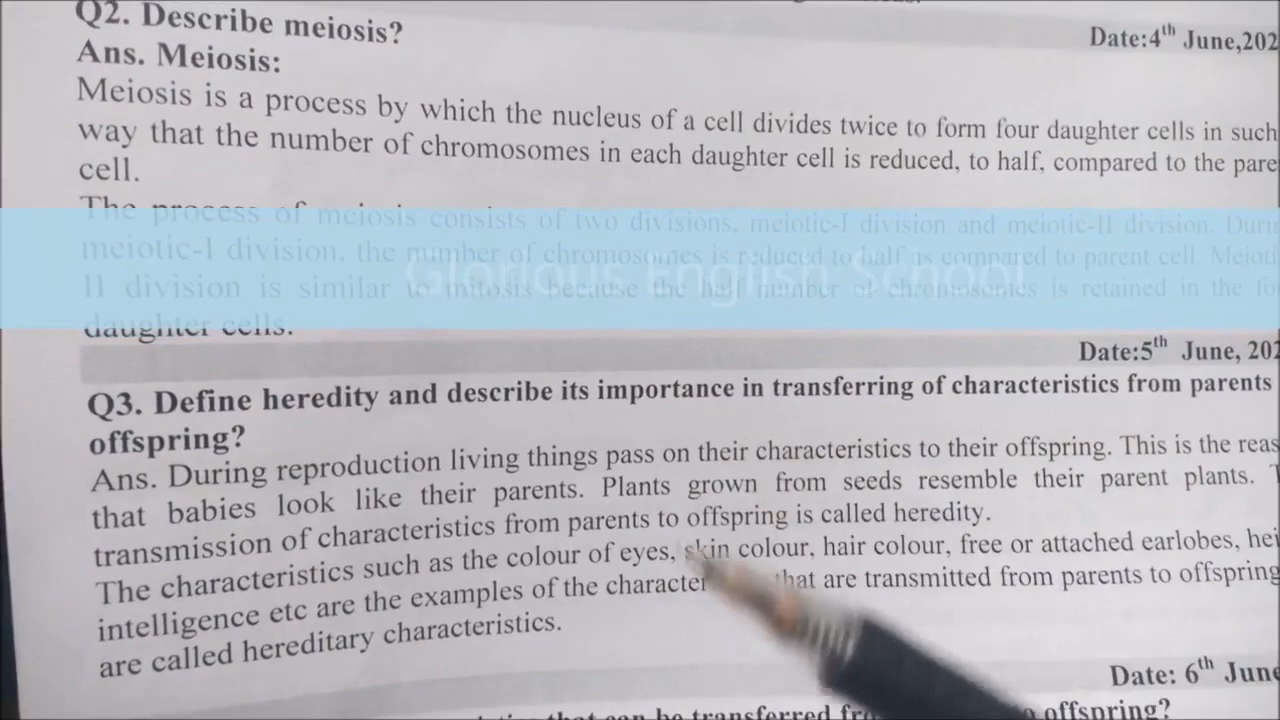 Q2. Describe meiosis?
Date:4th June,202
Ans. Meiosis:
Meiosis is a process by which the nucleus of a cell divides twice to form four daughter cells in such
way that the number of chromosomes in each daughter cell is reduced, to half, compared to the pare
cell.
The process of meiosis consists of two divisions, meiotic-I division and meiotic-II division. Duri
meiotic-I division, the number of chromosomes is reduced to half as compared to parent cell. Meioti
II division is similar to mitosis because the half number of chromosomes is retained in the fo
daughter cells.
Glorious English School
Date:5th June, 202
Q3. Define heredity and describe its importance in transferring of characteristics from parents
offspring?
Ans. During reproduction living things pass on their characteristics to their offspring. This is the reas
that babies look like their parents. Plants grown from seeds resemble their parent plants. T
transmission of characteristics from parents to offspring is called heredity.
The characteristics such as the colour of eyes, skin colour, hair colour, free or attached earlobes, hei
intelligence etc are the examples of the character that are transmitted from parents to offspring
are called hereditary characteristics.
Date: 6th June
that can be transferred offspring?